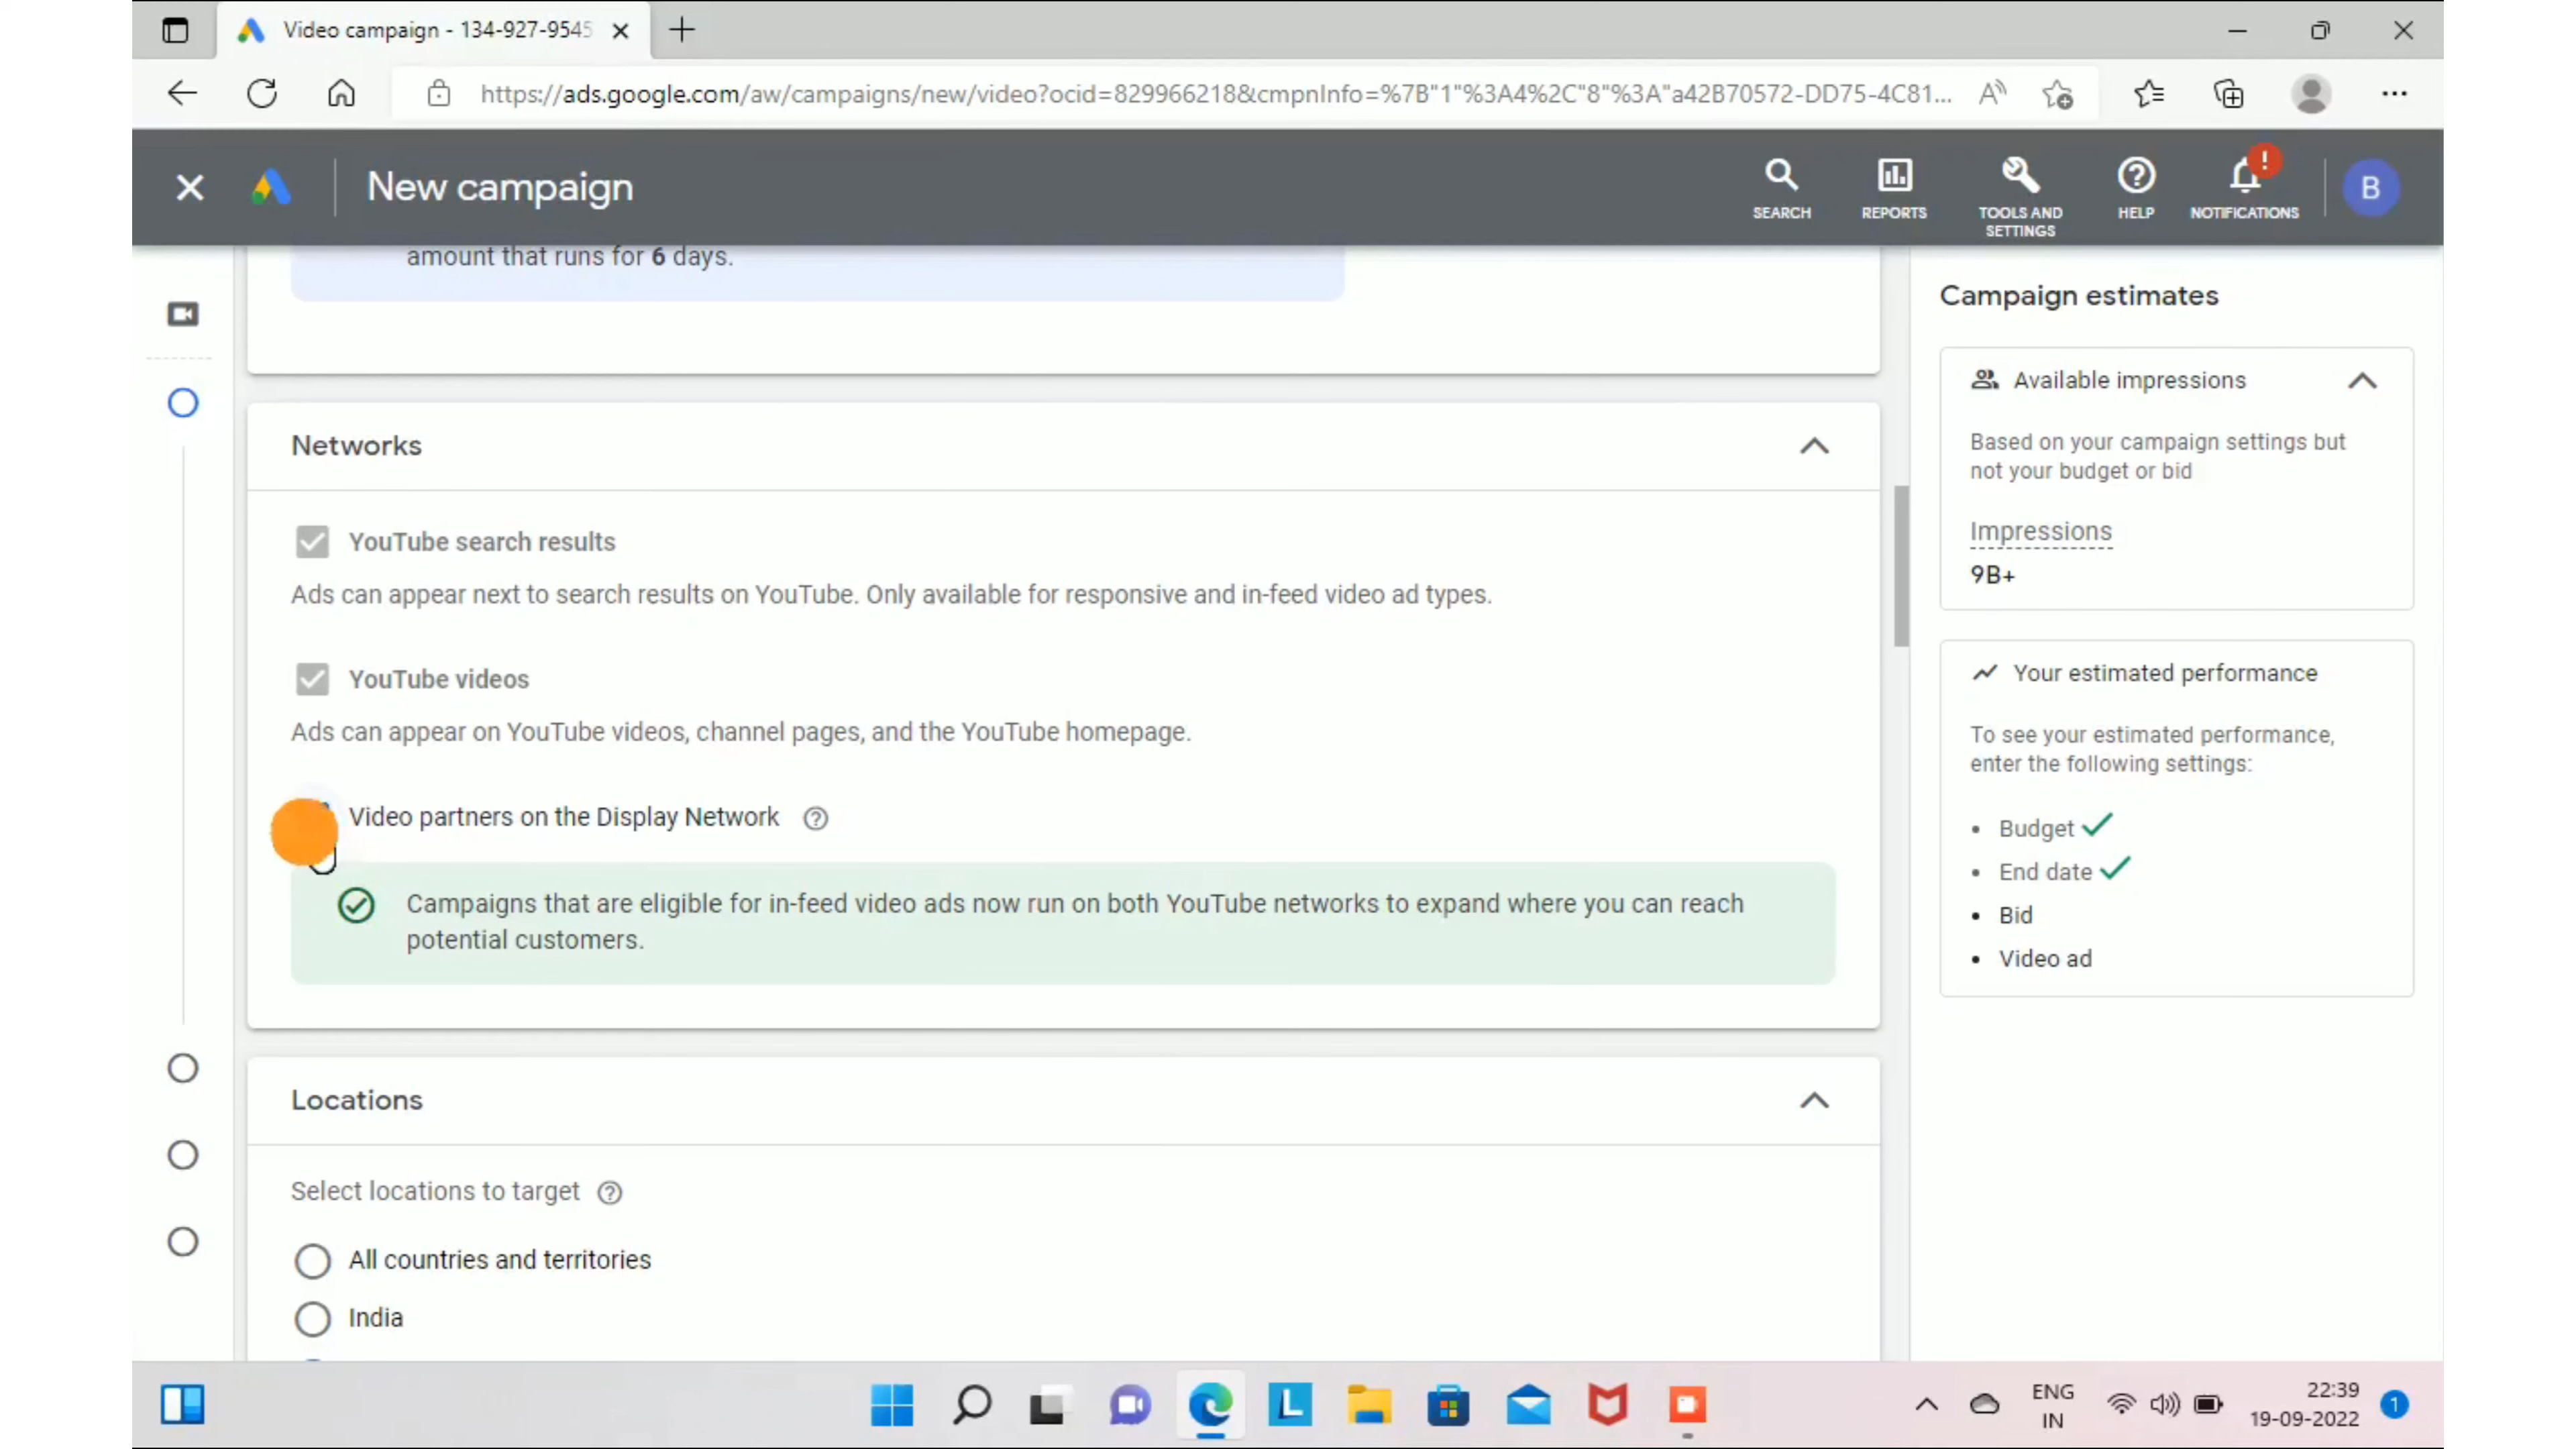 Video campaign - 134-927-9545
https://ads.google.com/aw/campaigns/new/video?ocid=829966218&cmpnInfo=%7B"1"%3A4%2C"8"%3A"a42B70572-DD75-4C81...
New campaign
SEARCH
REPORTS
TOOLS AND
SETTINGS
HELP
NOTIFICATIONS
!
B
amount that runs for 6 days.
Networks
YouTube search results
Ads can appear next to search results on YouTube. Only available for responsive and in-feed video ad types.
YouTube videos
Ads can appear on YouTube videos, channel pages, and the YouTube homepage.
Video partners on the Display Network
Campaigns that are eligible for in-feed video ads now run on both YouTube networks to expand where you can reach
potential customers.
Locations
Select locations to target
All countries and territories
India
Campaign estimates
Available impressions
Based on your campaign settings but
not your budget or bid
Impressions
9B+
Your estimated performance
To see your estimated performance,
enter the following settings:
• Budget
• End date
• Bid
• Video ad
L
ENG
IN
22:39
19-09-2022
1